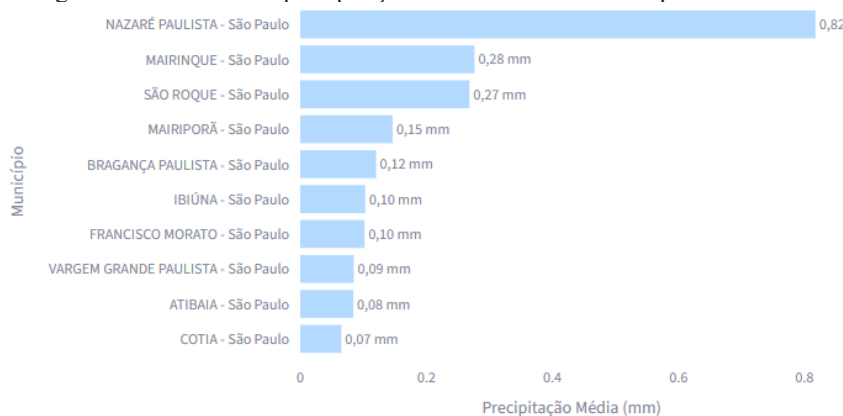 NAZARÉ PAULISTA - São Paulo 0,82
MAIRINQUE - São Paulo 0,28 mm
SÃO ROQUE - São Paulo 0,27 mm
MAIRIPORÃ - São Paulo 0,15 mm
BRAGANÇA PAULISTA - São Paulo 0,12 mm
IBIÚNA - São Paulo 0,10 mm
FRANCISCO MORATO - São Paulo 0,10 mm
VARGEM GRANDE PAULISTA - São Paulo 0,09 mm
ATIBAIA - São Paulo 0,08 mm
COTIA - São Paulo 0,07 mm
Município
0 0.2 0.4 0.6 0.8
Precipitação Média (mm)